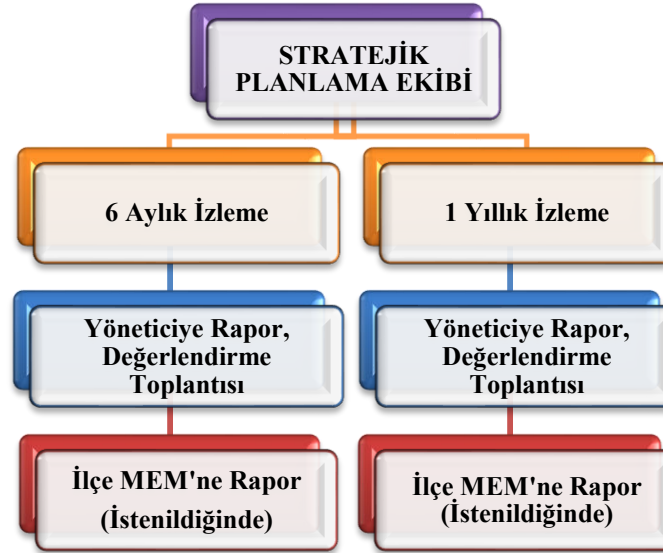 STRATEJİK
PLANLAMA EKİBİ
6 Aylık İzleme
1 Yıllık İzleme
Yöneticiye Rapor,
Değerlendirme
Toplantısı
Yöneticiye Rapor,
Değerlendirme
Toplantısı
İlçe MEM'ne Rapor
(İstenildiğinde)
İlçe MEM'ne Rapor
(İstenildiğinde)